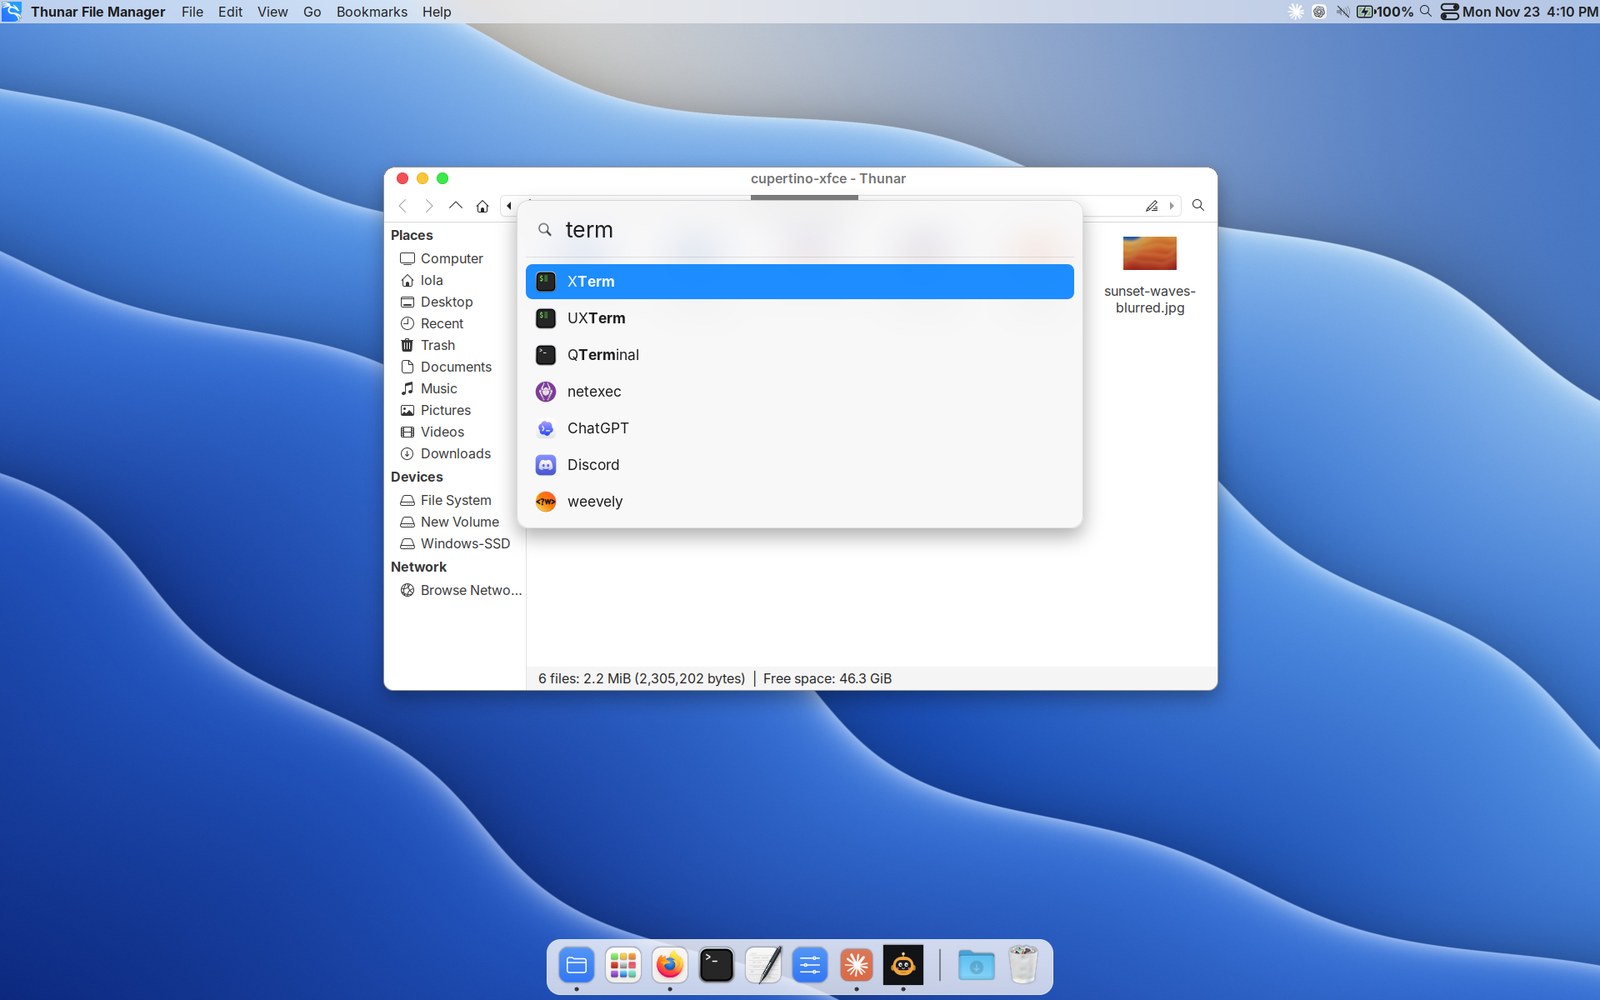 Thunar File Manager File Edit View Go Bookmarks Help 100% Mon Nov 23 4:10 PM
cupertino-xfce - Thunar
term
XTerm
UXTerm
QTerminal
netexec
ChatGPT
Discord
weevely
Places
Computer
Desktop
Recent
Trash
Documents
Music
Pictures
Videos
Downloads
Devices
File System
New Volume
Windows-SSD
Network
Browse Netwo...
sunset-waves-
blurred.jpg
6 files: 2.2 MiB (2,305,202 bytes) | Free space: 46.3 GiB